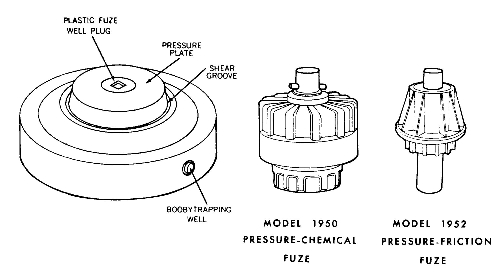 PLASTIC FUZE
WELL PLUG
PRESSURE
PLATE
SHEAR
GROOVE
BOOBYTRAPPING
WELL
MODEL 1950
PRESSURE-CHEMICAL
FUZE
MODEL 1952
PRESSURE-FRICTION
FUZE